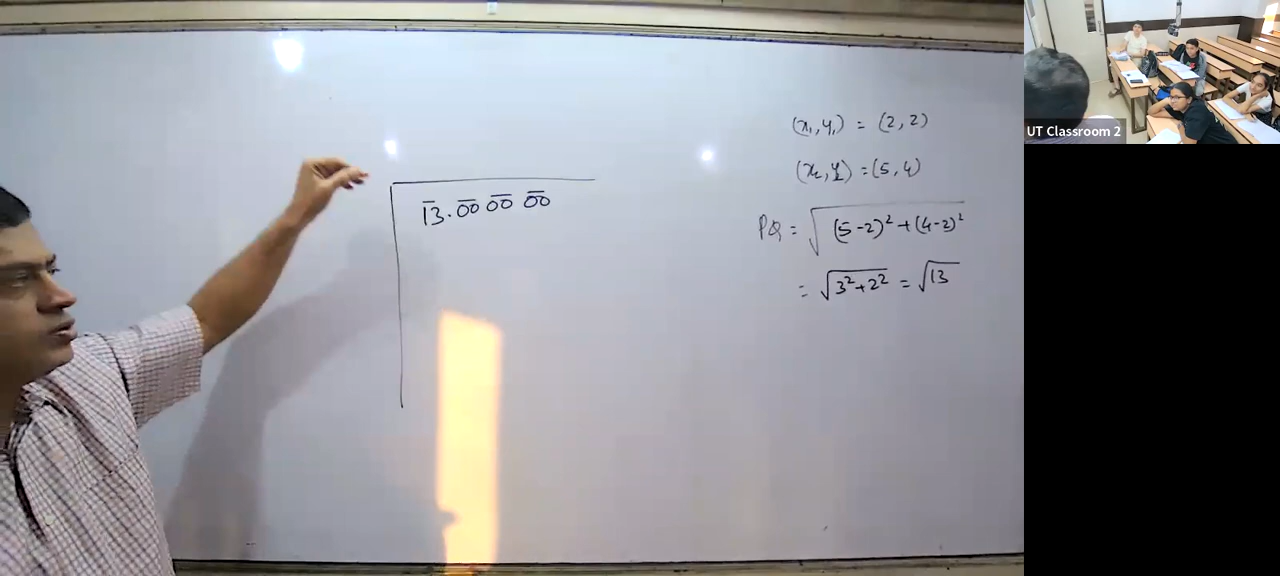 13.00 00 00
(x₁, y₁) = (2, 2)
(x₂, y₂) = (5, 4)
PQ = √(5-2)² + (4-2)²
= √3²+2² = √13
UT Classroom 2